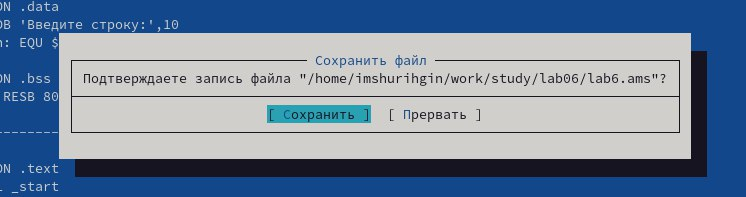 ON .data
DB 'Введите строку:',10
n: EQU $
Сохранить файл
Подтверждаете запись файла "/home/imshurihgin/work/study/lab06/lab6.ams"?
ON .bss
RESB 80
[ Сохранить ] [ Прервать ]
ON .text
_start